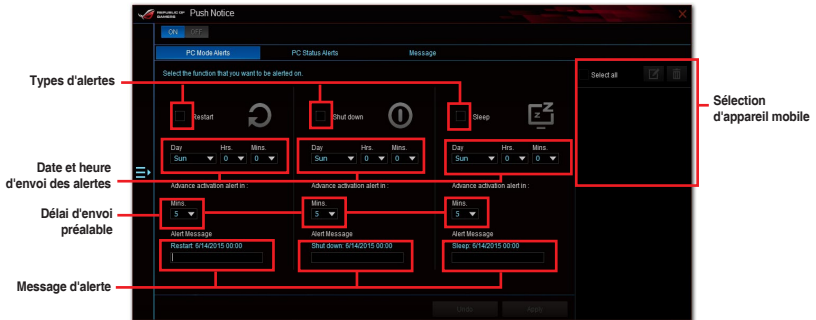 REPUBLIC OF GAMERS Push Notice
ON OFF
PC Mode Alerts PC Status Alerts Message
Select the function that you want to be alerted on.
Select all
Types d'alertes
Restart Shut down Sleep
Sélection d'appareil mobile
Day Hrs. Mins. Day Hrs. Mins. Day Hrs. Mins.
Sun 0 0 Sun 0 0 Sun 0 0
Date et heure d'envoi des alertes
Advance activation alert in : Advance activation alert in : Advance activation alert in :
Mins. Mins. Mins.
5 5 5
Délai d'envoi préalable
Alert Message Alert Message Alert Message
Restart: 6/14/2015 00:00 Shut down: 6/14/2015 00:00 Sleep: 6/14/2015 00:00
Message d'alerte
Undo Apply